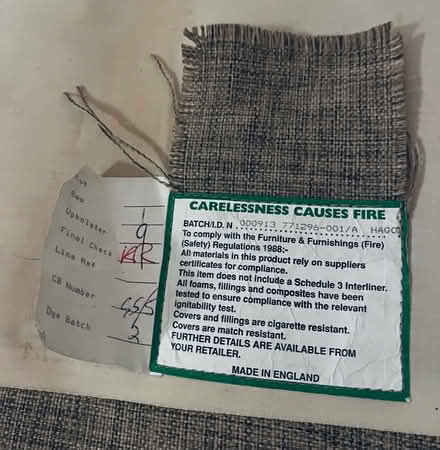 CARELESSNESS CAUSES FIRE
BATCH/I.D. N 000913 771296-001/A HAGC
To comply with the Furniture & Furnishings (Fire)
(Safety) Regulations 1988:-
All materials in this product rely on suppliers
certificates for compliance.
This item does not include a Schedule 3 Interliner.
All foams, fillings and composites have been
tested to ensure compliance with the relevant
ignitability test.
Covers and fillings are cigarette resistant.
Covers are match resistant.
FURTHER DETAILS ARE AVAILABLE FROM
YOUR RETAILER.
MADE IN ENGLAND
Cut
Sew
Upholster
Final Check
Line Man
CB Number
Dye Batch